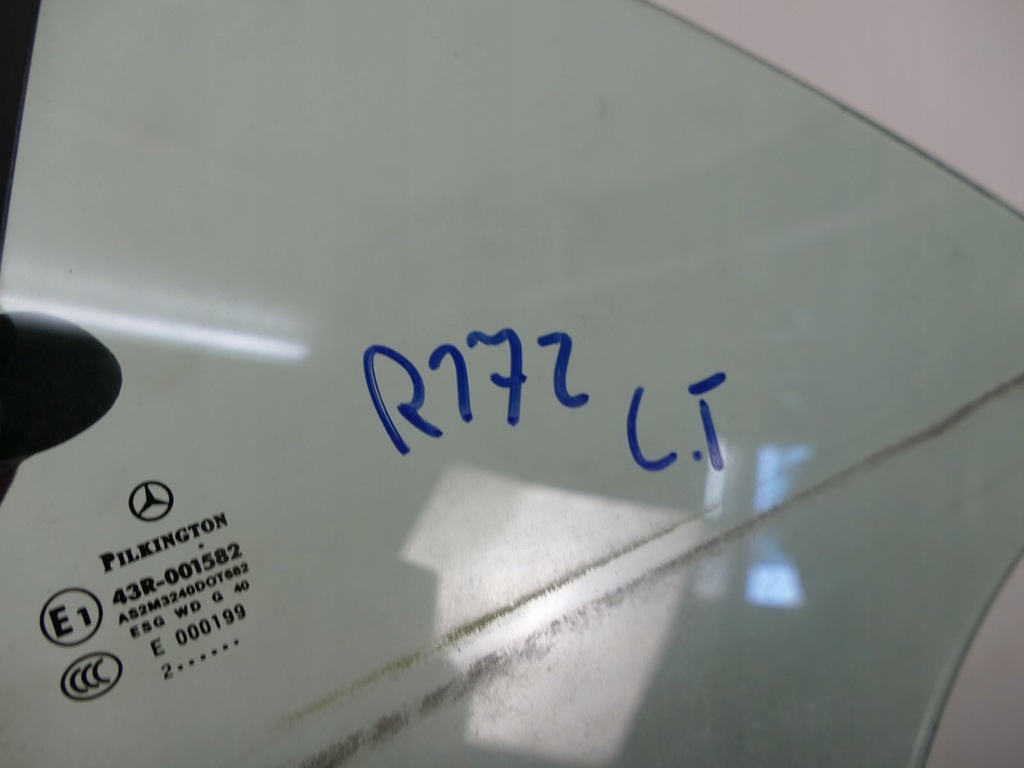 R172
L.T
PILKINGTON
43R-001582
AS2M3240DOT682
ESG WD G 40
E 000199
2......
E1
CCC